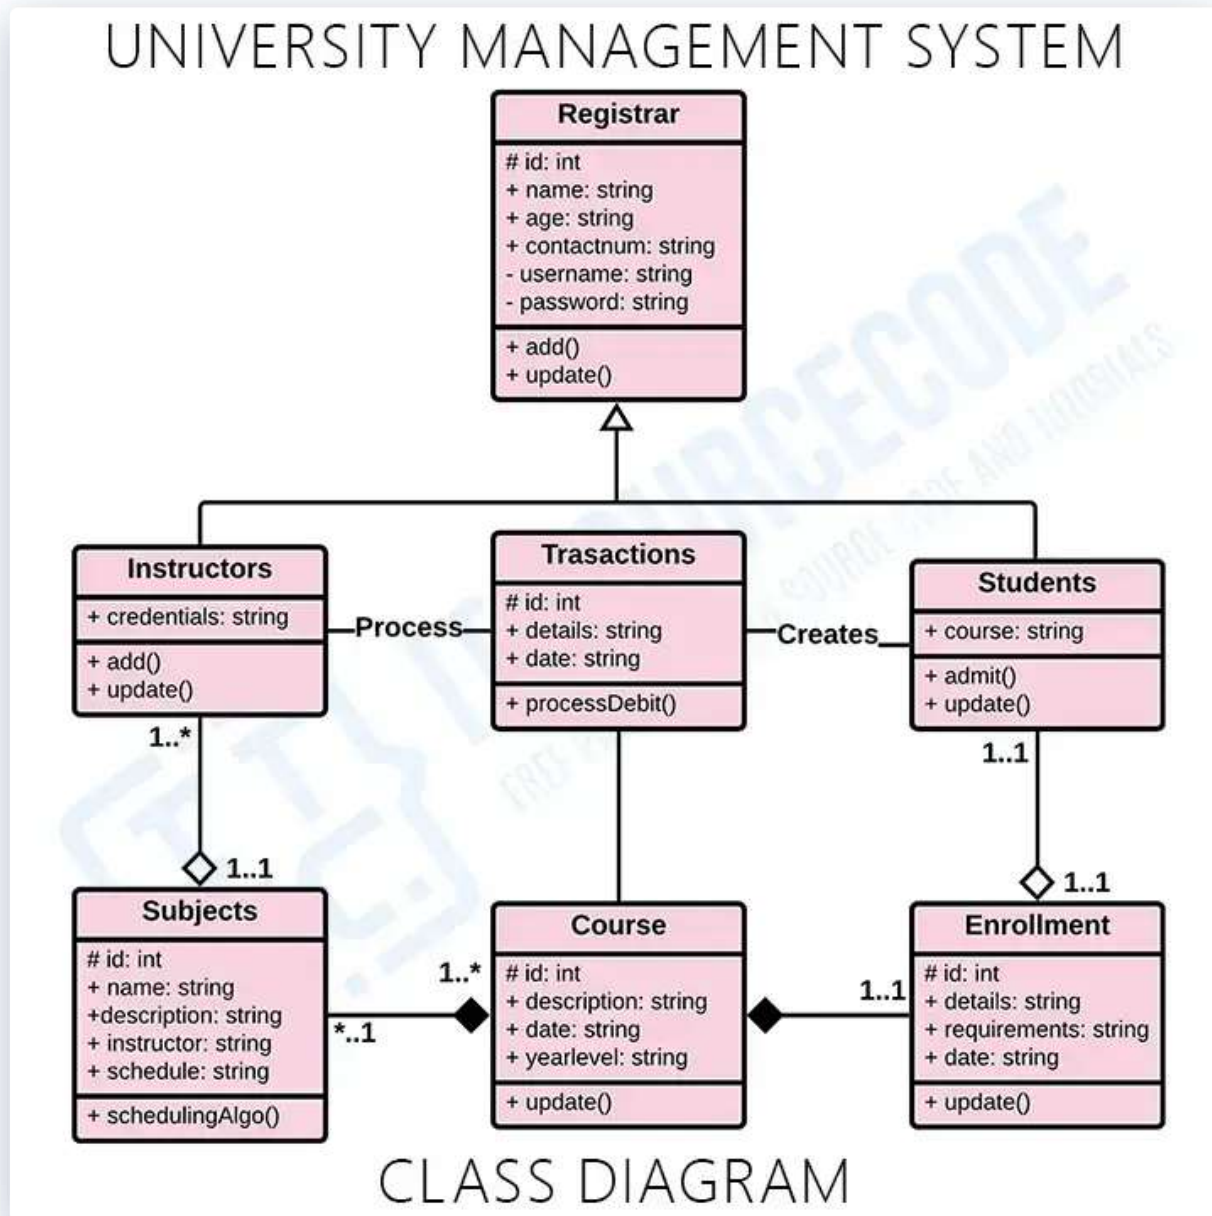 UNIVERSITY MANAGEMENT SYSTEM
Registrar
# id: int
+ name: string
+ age: string
+ contactnum: string
- username: string
- password: string
+ add()
+ update()
Instructors
+ credentials: string
+ add()
+ update()
Process
Trasactions
# id: int
+ details: string
+ date: string
+ processDebit()
Creates
Students
+ course: string
+ admit()
+ update()
1..*
1..1
1..1
1..1
Subjects
# id: int
+ name: string
+description: string
+ instructor: string
+ schedule: string
+ schedulingAlgo()
*..1
1..*
Course
# id: int
+ description: string
+ date: string
+ yearlevel: string
+ update()
1..1
Enrollment
# id: int
+ details: string
+ requirements: string
+ date: string
+ update()
CLASS DIAGRAM